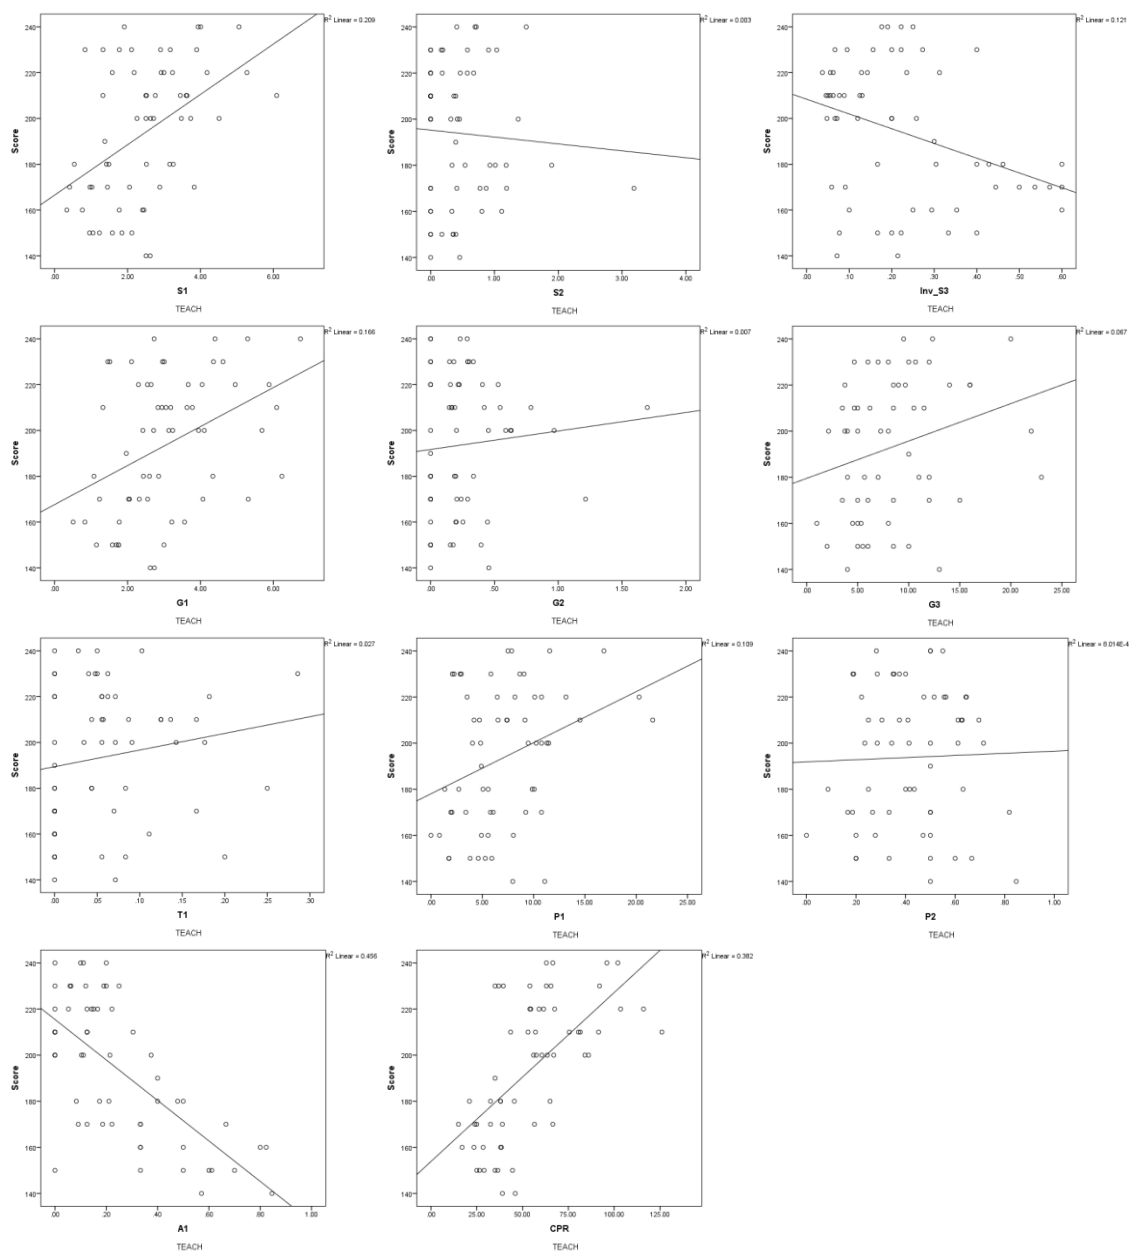 R² Linear = 0.209
240
220
200
180
160
140
Score
.00 2.00 4.00 6.00
S1
TEACH
R² Linear = 0.003
240
220
200
180
160
140
Score
.00 1.00 2.00 3.00 4.00
S2
TEACH
R² Linear = 0.121
240
220
200
180
160
140
Score
.00 .10 .20 .30 .40 .50 .60
Inv_S3
TEACH
R² Linear = 0.166
240
220
200
180
160
140
Score
.00 2.00 4.00 6.00
G1
TEACH
R² Linear = 0.007
240
220
200
180
160
140
Score
.00 .50 1.00 1.50 2.00
G2
TEACH
R² Linear = 0.067
240
220
200
180
160
140
Score
.00 5.00 10.00 15.00 20.00 25.00
G3
TEACH
R² Linear = 0.027
240
220
200
180
160
140
Score
.00 .05 .10 .15 .20 .25 .30
T1
TEACH
R² Linear = 0.109
240
220
200
180
160
140
Score
.00 5.00 10.00 15.00 20.00 25.00
P1
TEACH
R² Linear =
240
220
200
180
160
140
Score
.00 .20 .40 .60 .80 1.00
P2
TEACH
R² Linear = 0.456
240
220
200
180
160
140
Score
.00 .20 .40 .60 .80 1.00
A1
TEACH
R² Linear = 0.382
240
220
200
180
160
140
Score
.00 25.00 50.00 75.00 100.00 125.00
CPR
TEACH